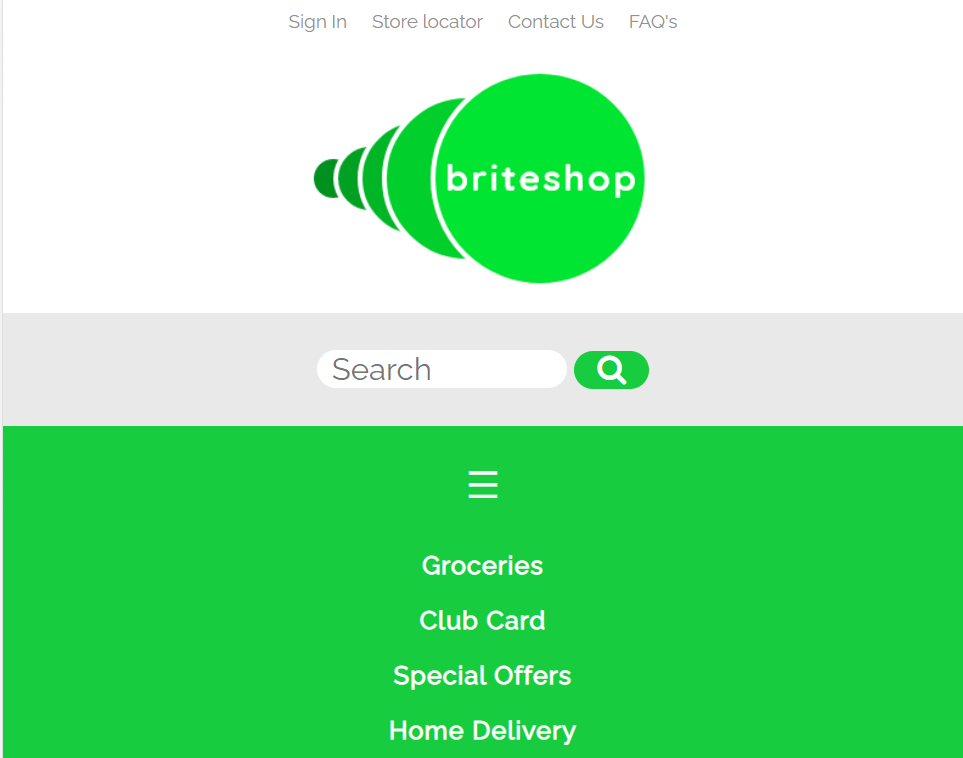 Sign In Store locator Contact Us FAQ's
briteshop
Search
Groceries
Club Card
Special Offers
Home Delivery